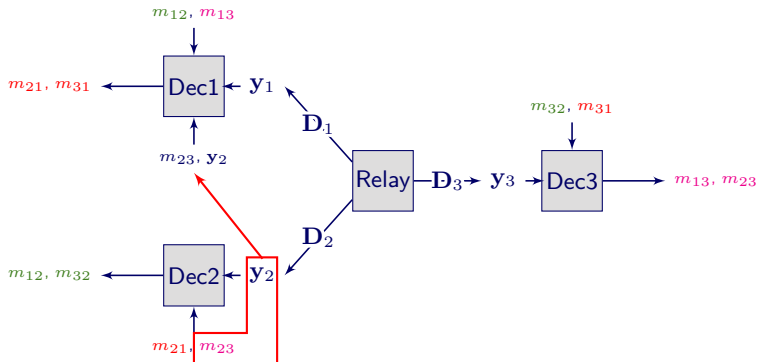 m₁₂, m₁₃
m₂₁, m₃₁
Dec1
y₁
D₁
m₂₃, y₂
m₃₂, m₃₁
Relay
D₃
y₃
Dec3
m₁₃, m₂₃
D₂
m₁₂, m₃₂
Dec2
y₂
m₂₁, m₂₃